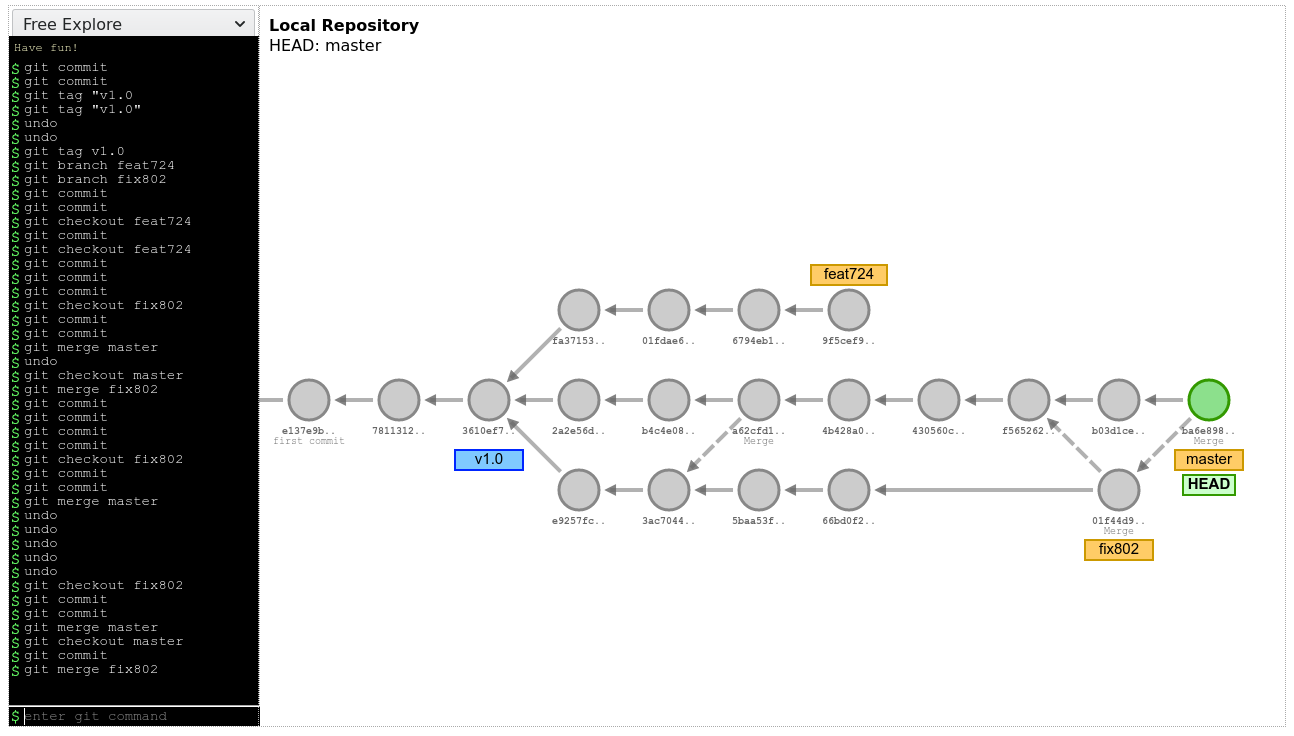 Free Explore
Have fun!
$ git commit
$ git commit
$ git tag "v1.0
$ git tag "v1.0"
$ undo
$ undo
$ git tag v1.0
$ git branch feat724
$ git branch fix802
$ git commit
$ git commit
$ git checkout feat724
$ git commit
$ git checkout feat724
$ git commit
$ git commit
$ git commit
$ git checkout fix802
$ git commit
$ git commit
$ git merge master
$ undo
$ git checkout master
$ git merge fix802
$ git commit
$ git commit
$ git commit
$ git commit
$ git checkout fix802
$ git commit
$ git commit
$ git merge master
$ undo
$ undo
$ undo
$ undo
$ undo
$ git checkout fix802
$ git commit
$ git commit
$ git merge master
$ git checkout master
$ git commit
$ git merge fix802
$ enter git command
Local Repository
HEAD: master
feat724
fa37153.. 01fdae6.. 6794eb1.. 9f5cef9..
e137e9b.. 7811312.. 3610ef7.. 2a2e56d.. b4c4e08.. a62cfd1.. 4b428a0.. 430560c.. f565262.. b03d1ce.. ba6e898..
first commit Merge Merge
v1.0 master
HEAD
e9257fc.. 3ac7044.. 5baa53f.. 66bd0f2.. 01f44d9..
Merge
fix802